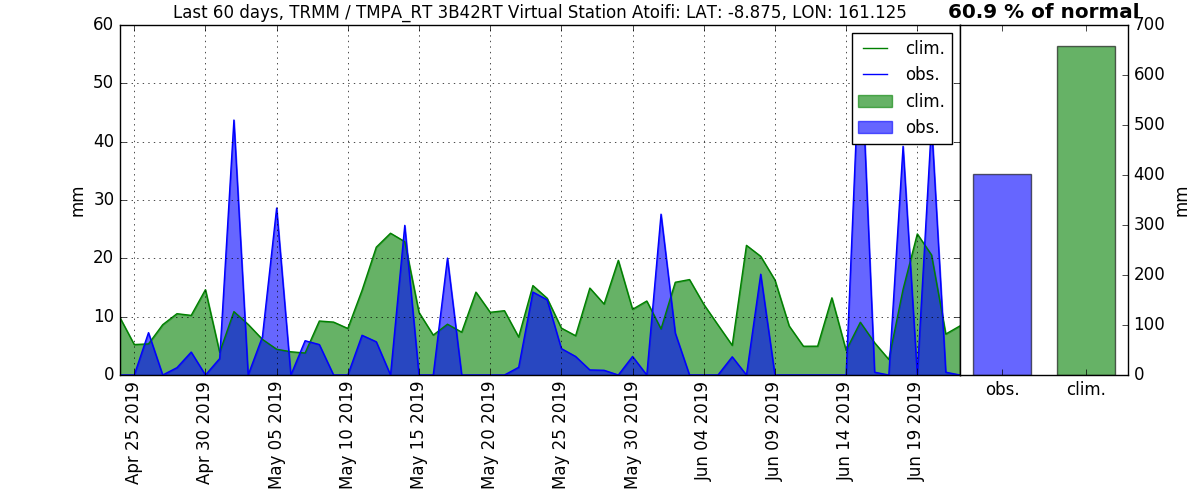 Last 60 days, TRMM / TMPA_RT 3B42RT Virtual Station Atoifi: LAT: -8.875, LON: 161.125
60.9 % of normal
60
50
40
30
20
10
0
mm
clim.
obs.
clim.
obs.
700
600
500
400
300
200
100
0
mm
obs.
clim.
Apr 25 2019
Apr 30 2019
May 05 2019
May 10 2019
May 15 2019
May 20 2019
May 25 2019
May 30 2019
Jun 04 2019
Jun 09 2019
Jun 14 2019
Jun 19 2019